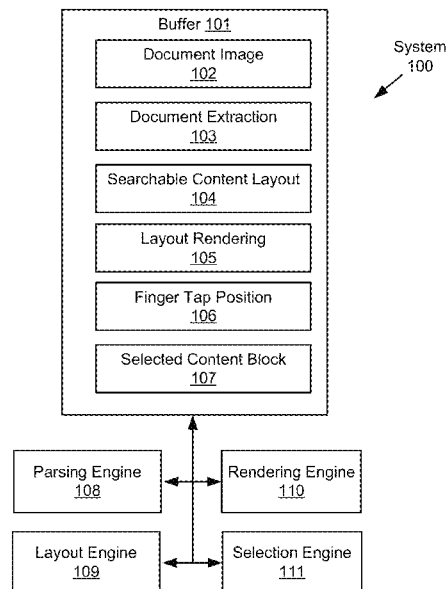 Buffer 101
Document Image
102
Document Extraction
103
Searchable Content Layout
104
Layout Rendering
105
Finger Tap Position
106
Selected Content Block
107
System
100
Parsing Engine
108
Rendering Engine
110
Layout Engine
109
Selection Engine
111